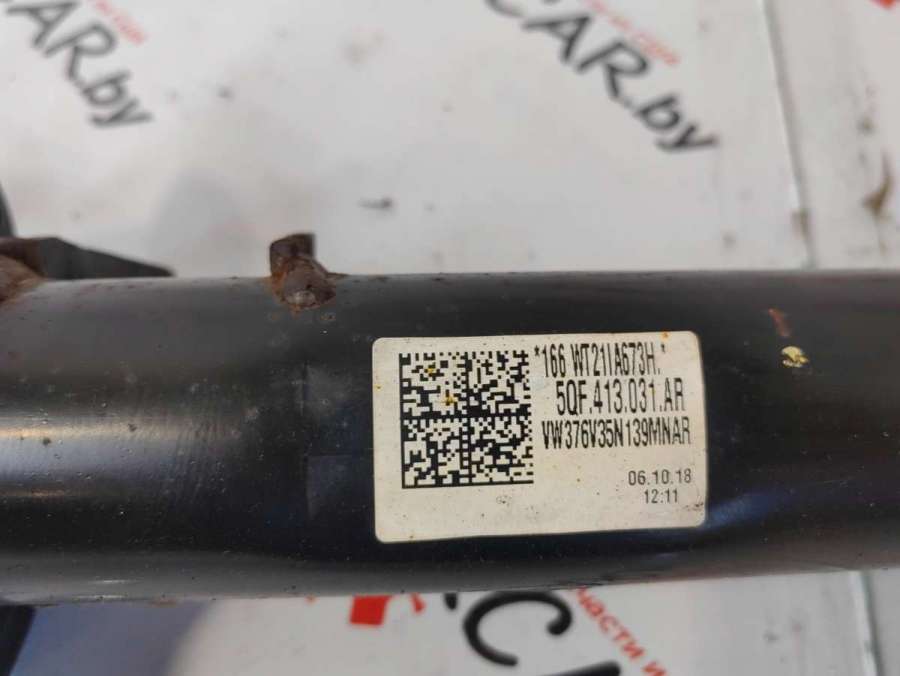 CAR.by
CAR.by
*166 WT21IA673H.*
5QF.413.031.AR
VW376V35N139MNAR
06.10.18
12:11